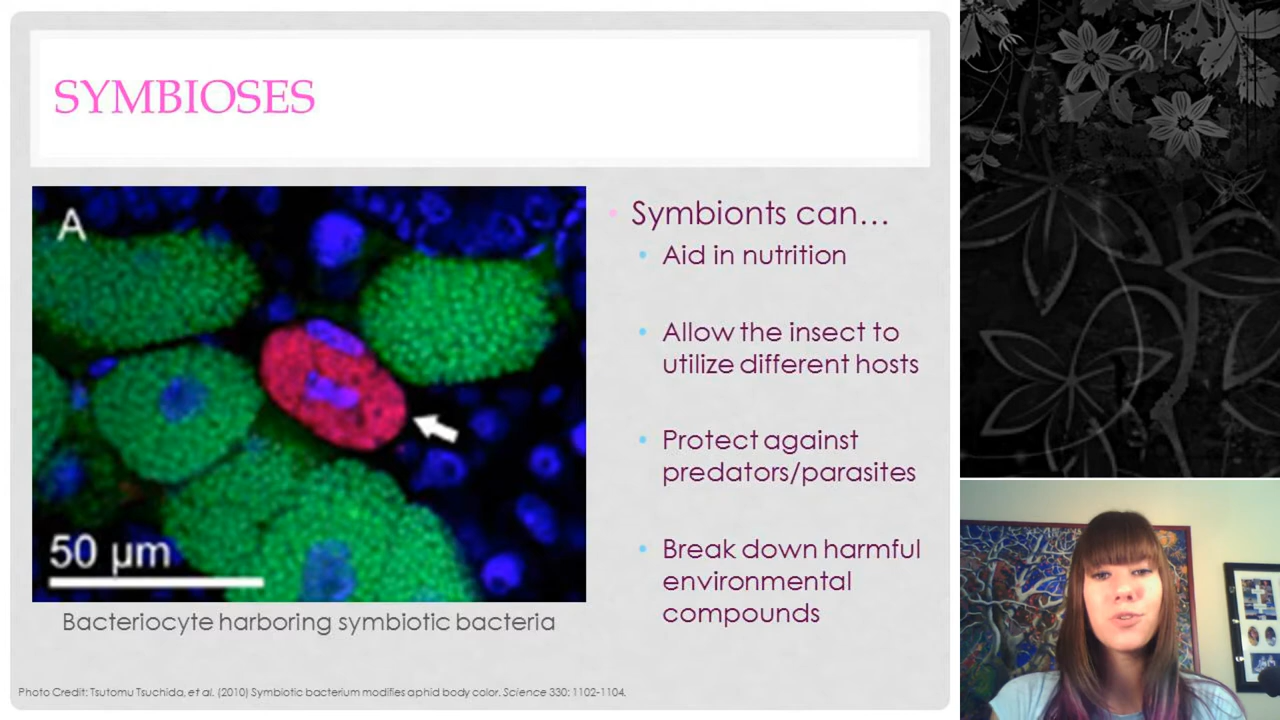 SYMBIOSES
A
50 µm
Bacteriocyte harboring symbiotic bacteria
Symbionts can…
Aid in nutrition
Allow the insect to
utilize different hosts
Protect against
predators/parasites
Break down harmful
environmental
compounds
Photo Credit: Tsutomu Tsuchida, et al. (2010) Symbiotic bacterium modifies aphid body color. Science 330: 1102-1104.